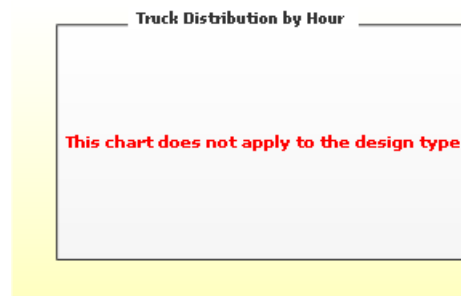 Truck Distribution by Hour
This chart does not apply to the design type